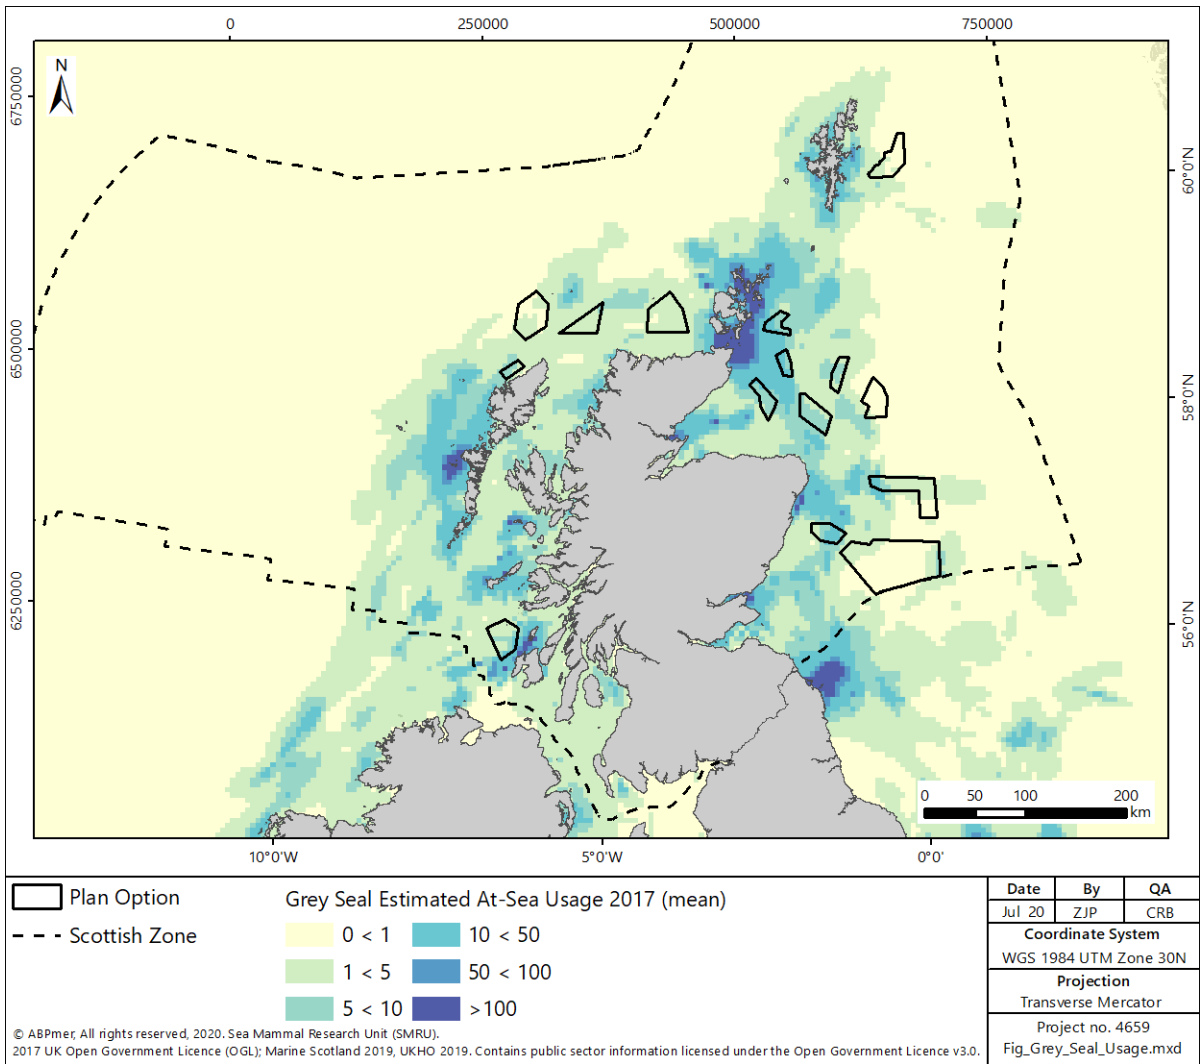 0 250000 500000 750000
N
6750000
6500000
6250000
60°0'N
58°0'N
56°0'N
0 50 100 200
km
10°0'W 5°0'W 0°0'
Plan Option
Scottish Zone
Grey Seal Estimated At-Sea Usage 2017 (mean)
0 < 1 10 < 50
1 < 5 50 < 100
5 < 10 >100
Date By QA
Jul 20 ZJP CRB
Coordinate System
WGS 1984 UTM Zone 30N
Projection
Transverse Mercator
Project no. 4659
Fig_Grey_Seal_Usage.mxd
© ABPmer, All rights reserved, 2020. Sea Mammal Research Unit (SMRU).
2017 UK Open Government Licence (OGL); Marine Scotland 2019, UKHO 2019. Contains public sector information licensed under the Open Government Licence v3.0.